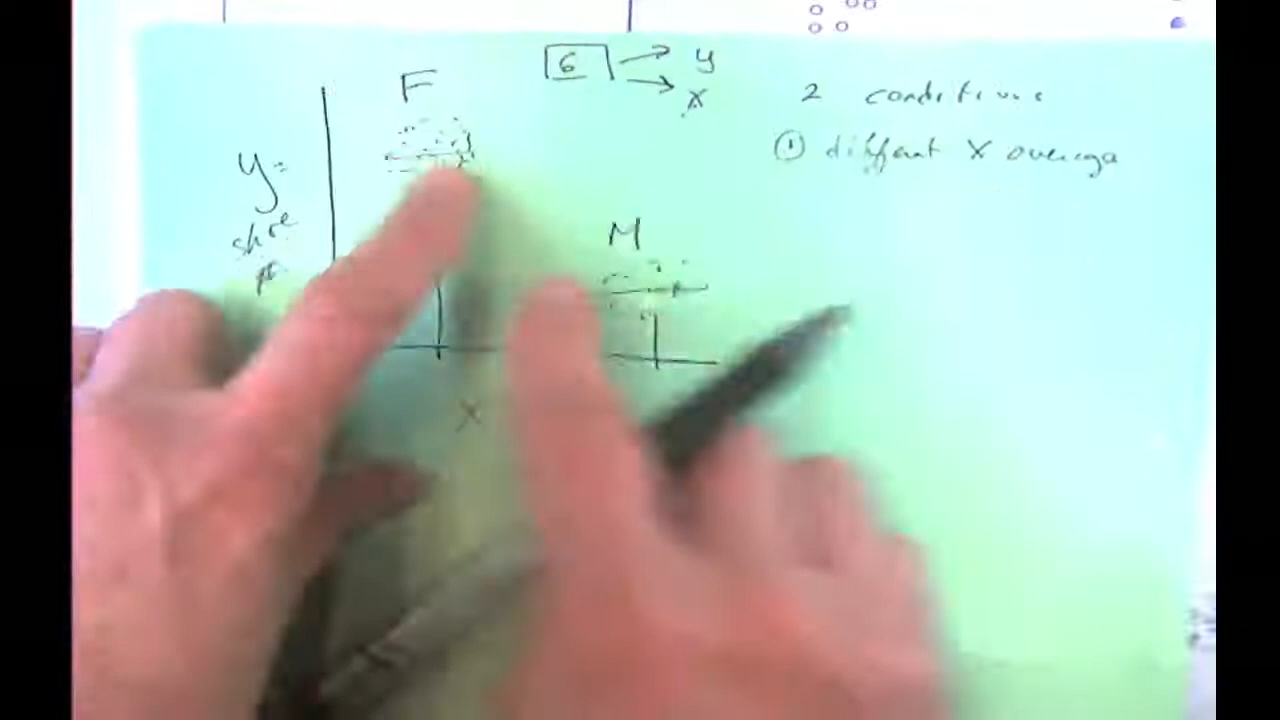 F
6 → y
→ x
y=
M
x
2 conditions
① different X average